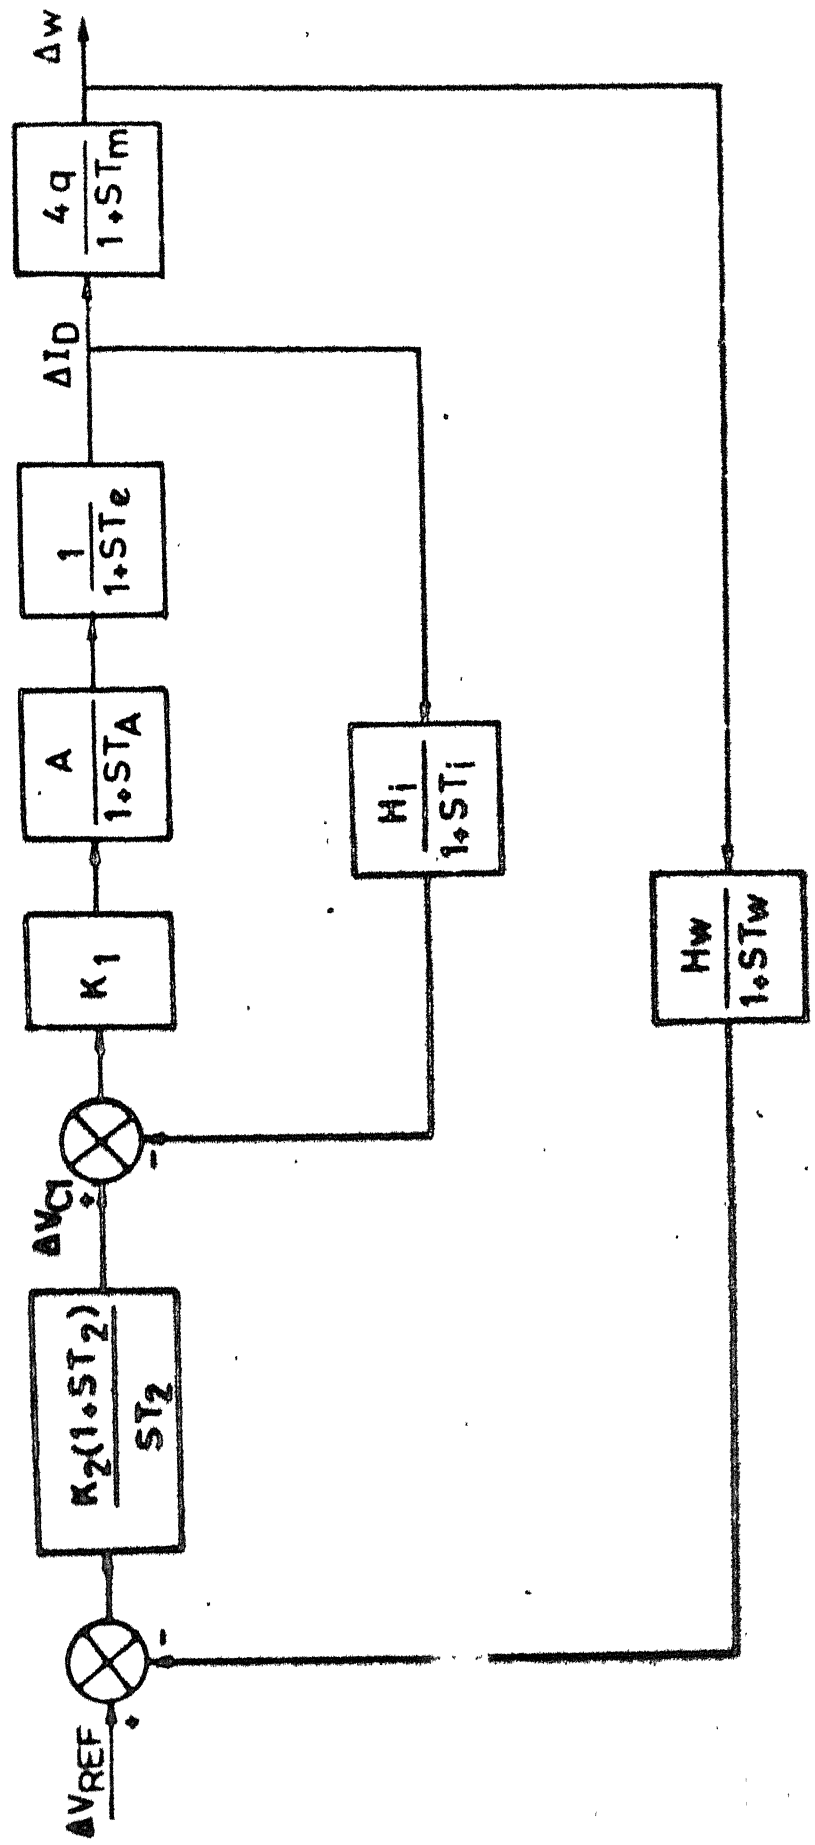 ΔV_REF
+
-
K2(1+ST2)
ST2
ΔVC1
+
-
K1
A
1+STA
1
1+STe
ΔID
4q
1+STm
Δw
Hi
1+STi
Hw
1+STw